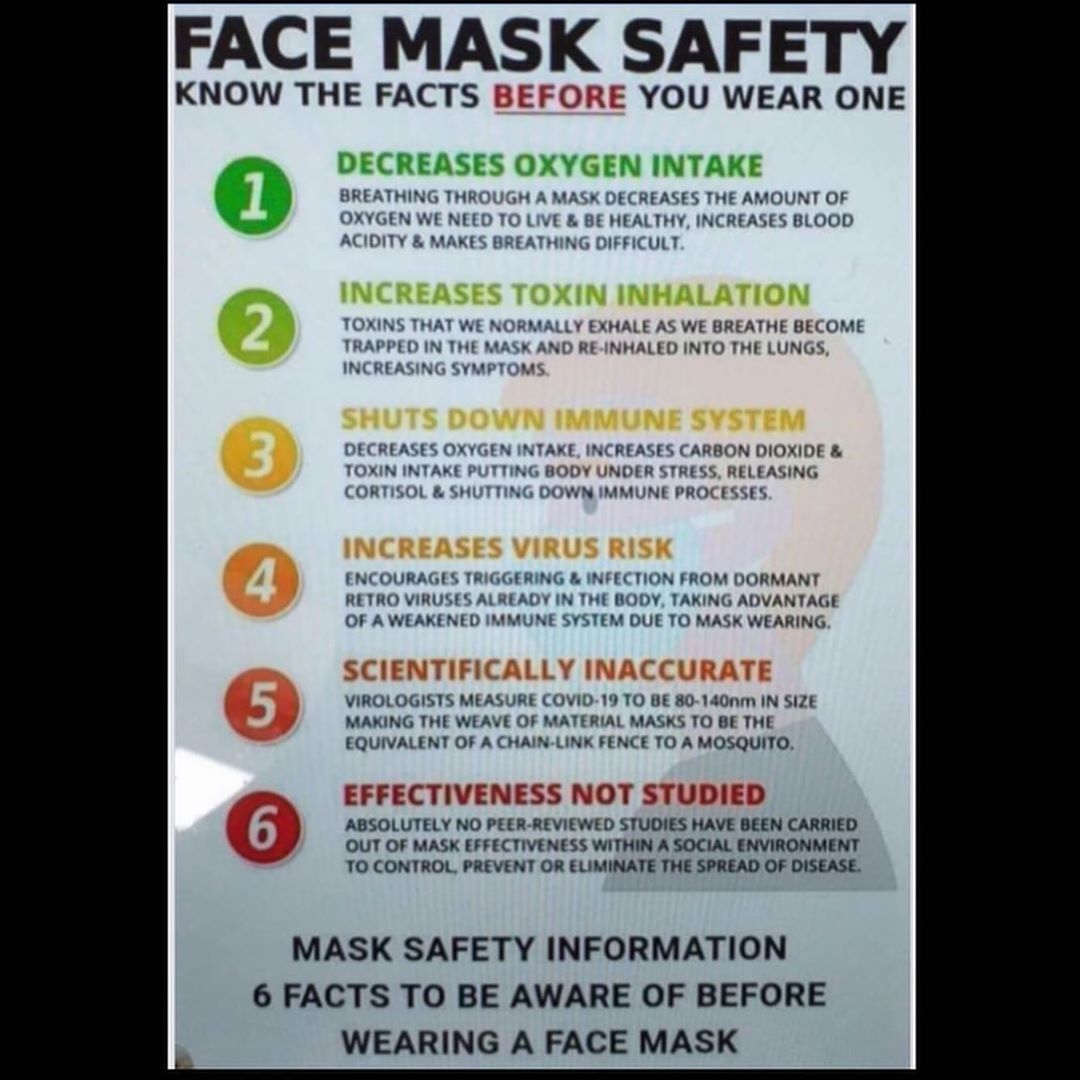 FACE MASK SAFETY
KNOW THE FACTS BEFORE YOU WEAR ONE
1
DECREASES OXYGEN INTAKE
BREATHING THROUGH A MASK DECREASES THE AMOUNT OF
OXYGEN WE NEED TO LIVE & BE HEALTHY, INCREASES BLOOD
ACIDITY & MAKES BREATHING DIFFICULT.
2
INCREASES TOXIN INHALATION
TOXINS THAT WE NORMALLY EXHALE AS WE BREATHE BECOME
TRAPPED IN THE MASK AND RE-INHALED INTO THE LUNGS,
INCREASING SYMPTOMS.
3
SHUTS DOWN IMMUNE SYSTEM
DECREASES OXYGEN INTAKE, INCREASES CARBON DIOXIDE &
TOXIN INTAKE PUTTING BODY UNDER STRESS, RELEASING
CORTISOL & SHUTTING DOWN IMMUNE PROCESSES.
4
INCREASES VIRUS RISK
ENCOURAGES TRIGGERING & INFECTION FROM DORMANT
RETRO VIRUSES ALREADY IN THE BODY, TAKING ADVANTAGE
OF A WEAKENED IMMUNE SYSTEM DUE TO MASK WEARING.
5
SCIENTIFICALLY INACCURATE
VIROLOGISTS MEASURE COVID-19 TO BE 80-140nm IN SIZE
MAKING THE WEAVE OF MATERIAL MASKS TO BE THE
EQUIVALENT OF A CHAIN-LINK FENCE TO A MOSQUITO.
6
EFFECTIVENESS NOT STUDIED
ABSOLUTELY NO PEER-REVIEWED STUDIES HAVE BEEN CARRIED
OUT OF MASK EFFECTIVENESS WITHIN A SOCIAL ENVIRONMENT
TO CONTROL, PREVENT OR ELIMINATE THE SPREAD OF DISEASE.
MASK SAFETY INFORMATION
6 FACTS TO BE AWARE OF BEFORE
WEARING A FACE MASK